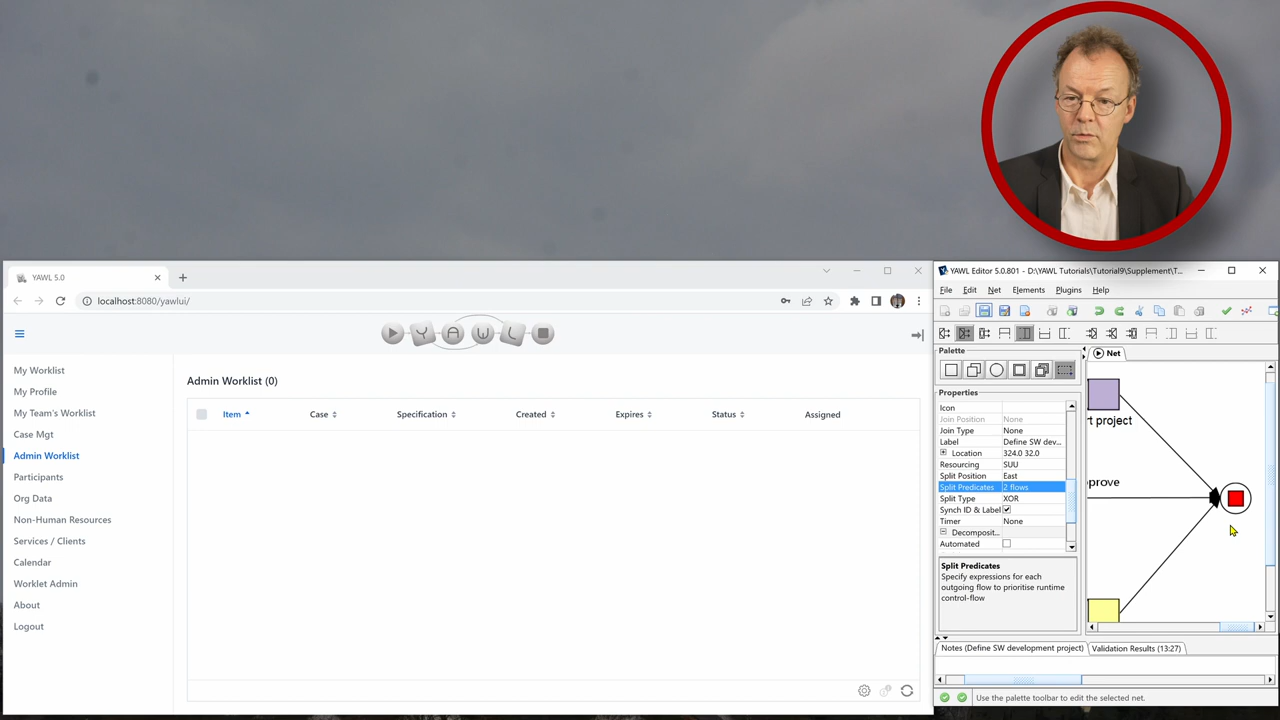 YAWL 5.0
localhost:8080/yawlui/
Y A W L
My Worklist
My Profile
My Team's Worklist
Case Mgt
Admin Worklist
Participants
Org Data
Non-Human Resources
Services / Clients
Calendar
Worklet Admin
About
Logout
Admin Worklist (0)
Item Case Specification Created Expires Status Assigned
YAWL Editor 5.0.801 - D:\YAWL Tutorials\Tutorial9\Supplement\T...
File Edit Net Elements Plugins Help
Palette
Properties
Icon
Join Position None
Join Type None
Label Define SW dev...
Location 324.0 32.0
Resourcing SUU
Split Position East
Split Predicates 2 flows
Split Type XOR
Synch ID & Label
Timer None
Decomposit...
Automated
Split Predicates
Specify expressions for each
outgoing flow to prioritise runtime
control-flow
Net
rt project
prove
Notes (Define SW development project) Validation Results (13:27)
Use the palette toolbar to edit the selected net.